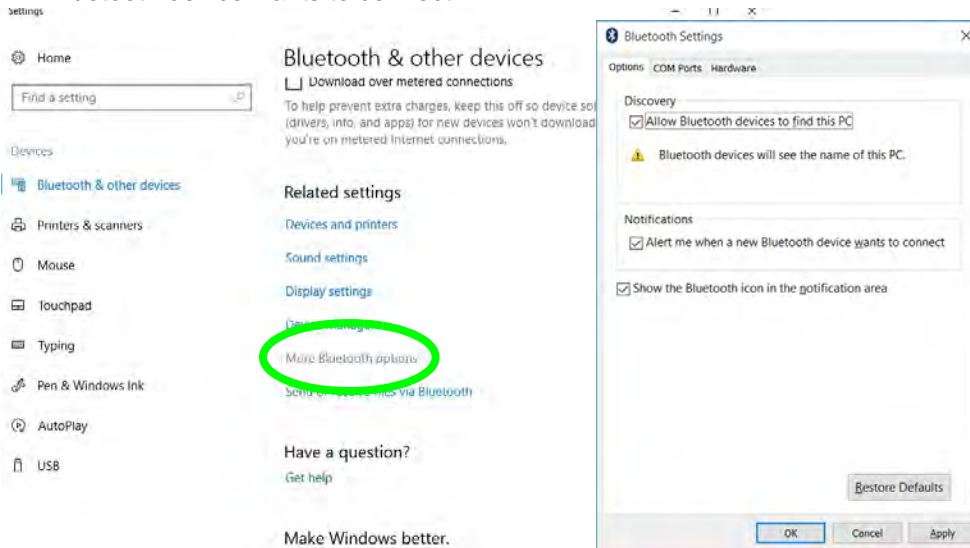 Settings
Home
Find a setting
Devices
Bluetooth & other devices
Printers & scanners
Mouse
Touchpad
Typing
Pen & Windows Ink
AutoPlay
USB
Bluetooth & other devices
Download over metered connections
To help prevent extra charges, keep this off so device sof
(drivers, info, and apps) for new devices won't download
you're on metered Internet connections.
Related settings
Devices and printers
Sound settings
Display settings
More Bluetooth options
files via Bluetooth
Have a question?
Get help
Make Windows better.
Bluetooth Settings
Options COM Ports Hardware
Discovery
Allow Bluetooth devices to find this PC
Bluetooth devices will see the name of this PC.
Notifications
Alert me when a new Bluetooth device wants to connect
Show the Bluetooth icon in the notification area
Restore Defaults
OK Cancel Apply